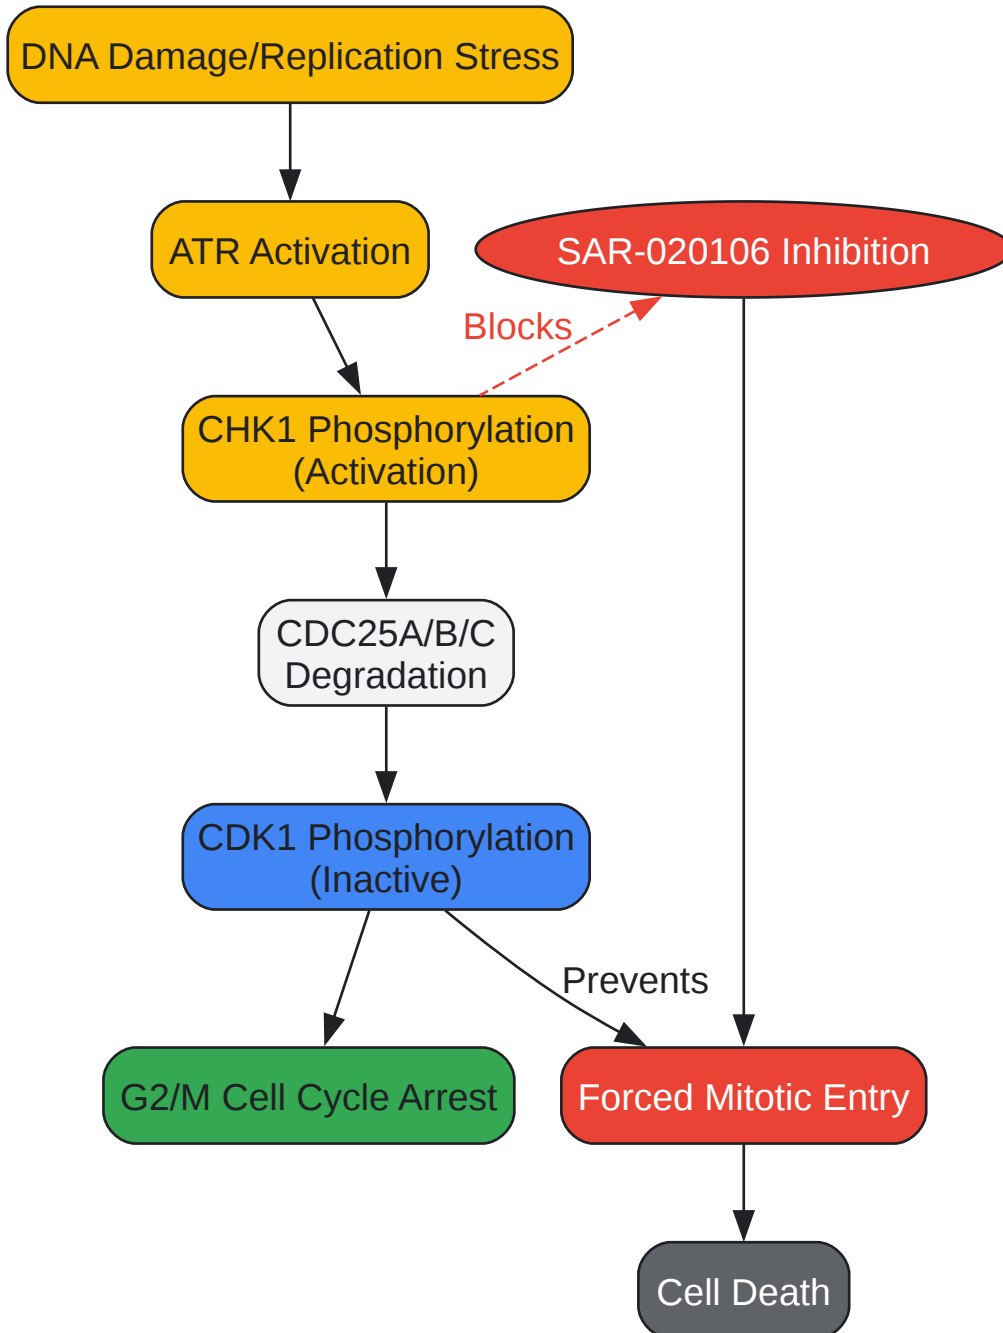 DNA Damage/Replication Stress
ATR Activation
SAR-020106 Inhibition
Blocks
CHK1 Phosphorylation
(Activation)
CDC25A/B/C
Degradation
CDK1 Phosphorylation
(Inactive)
Prevents
G2/M Cell Cycle Arrest
Forced Mitotic Entry
Cell Death